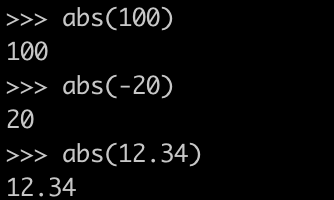 >>> abs(100)
100
>>> abs(-20)
20
>>> abs(12.34)
12.34